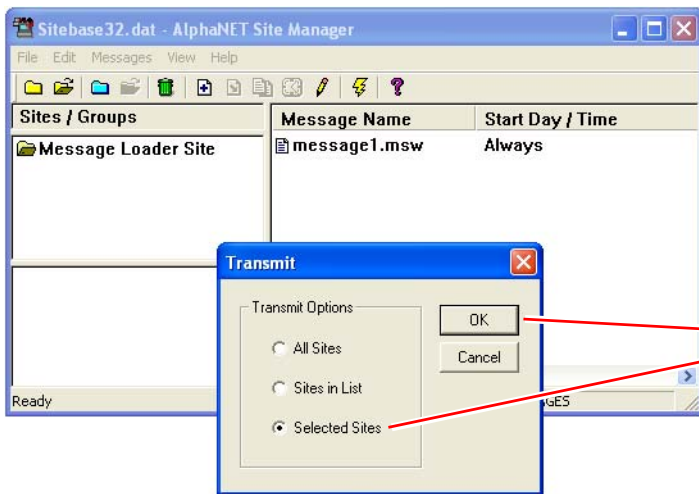 Sitebase32.dat - AlphaNET Site Manager
File Edit Messages View Help
Sites / Groups
Message Name Start Day / Time
Message Loader Site
message1.msw Always
Transmit
Transmit Options
All Sites
Sites in List
Selected Sites
OK
Cancel
Ready